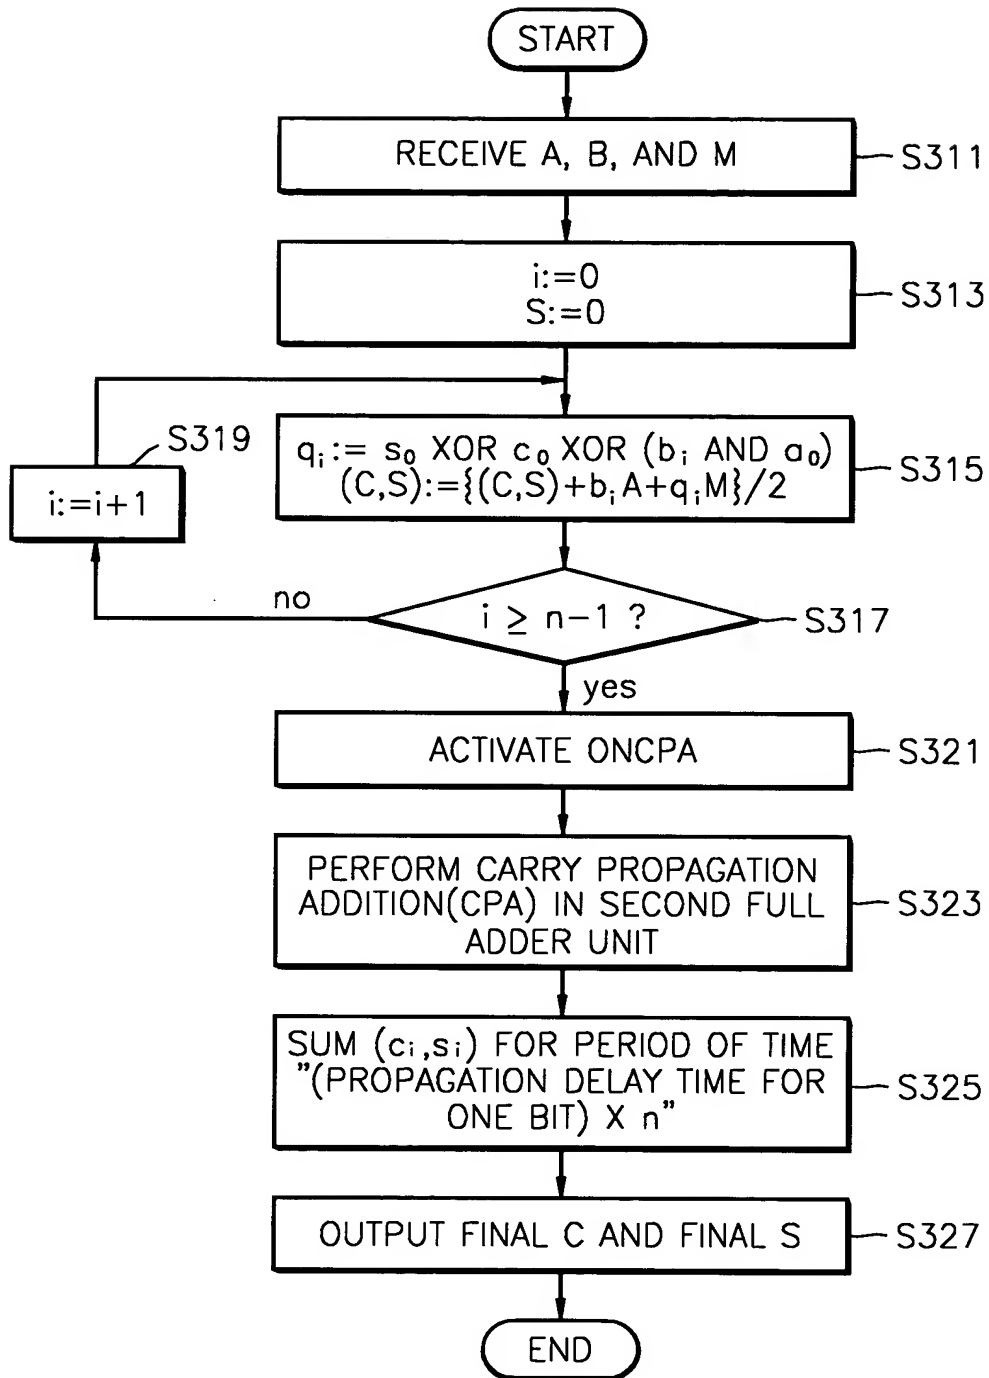 START
RECEIVE A, B, AND M
S311
i:=0
S:=0
S313
S319
i:=i+1
qᵢ := s₀ XOR c₀ XOR (bᵢ AND a₀)
(C,S):={(C,S)+bᵢA+qᵢM}/2
S315
no
i ≥ n-1 ?
S317
yes
ACTIVATE ONCPA
S321
PERFORM CARRY PROPAGATION
ADDITION(CPA) IN SECOND FULL
ADDER UNIT
S323
SUM (cᵢ,sᵢ) FOR PERIOD OF TIME
"(PROPAGATION DELAY TIME FOR
ONE BIT) X n"
S325
OUTPUT FINAL C AND FINAL S
S327
END